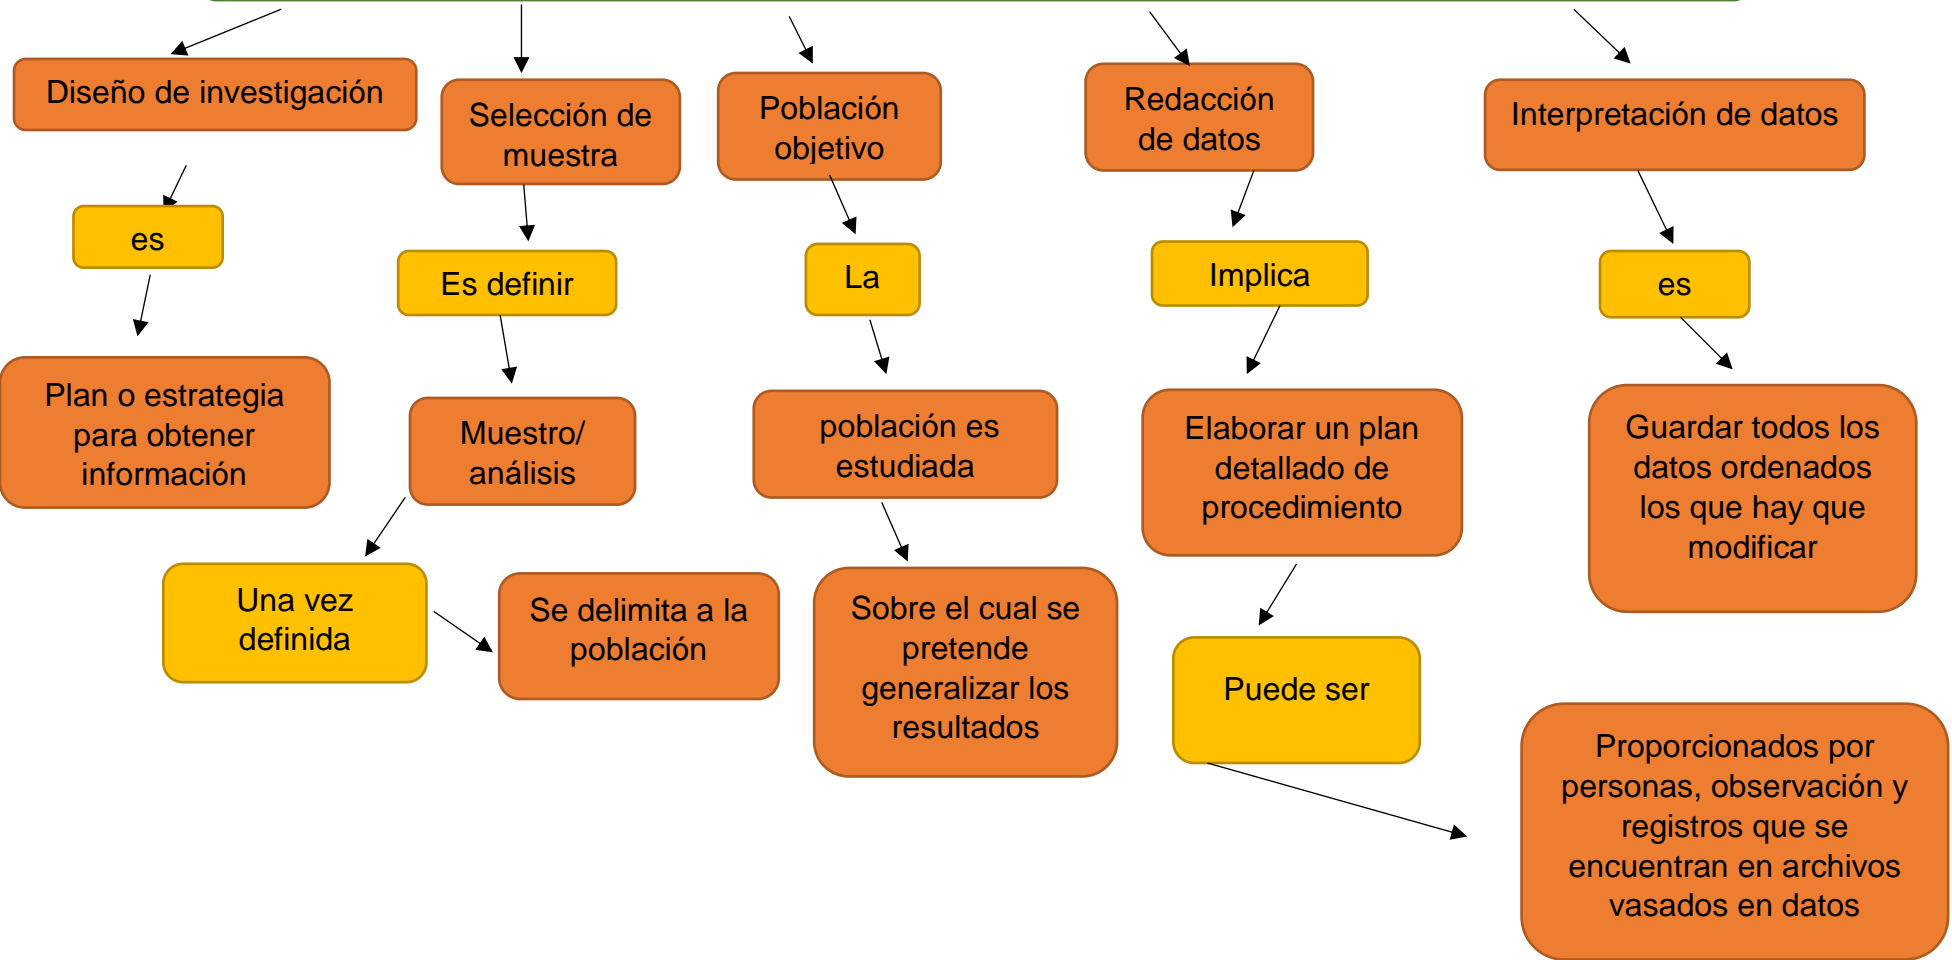 Diseño de investigación
Selección de
muestra
Población
objetivo
Redacción
de datos
Interpretación de datos
es
Es definir
La
Implica
es
Plan o estrategia
para obtener
información
Muestro/
análisis
población es
estudiada
Elaborar un plan
detallado de
procedimiento
Guardar todos los
datos ordenados
los que hay que
modificar
Una vez
definida
Se delimita a la
población
Sobre el cual se
pretende
generalizar los
resultados
Puede ser
Proporcionados por
personas, observación y
registros que se
encuentran en archivos
vasados en datos